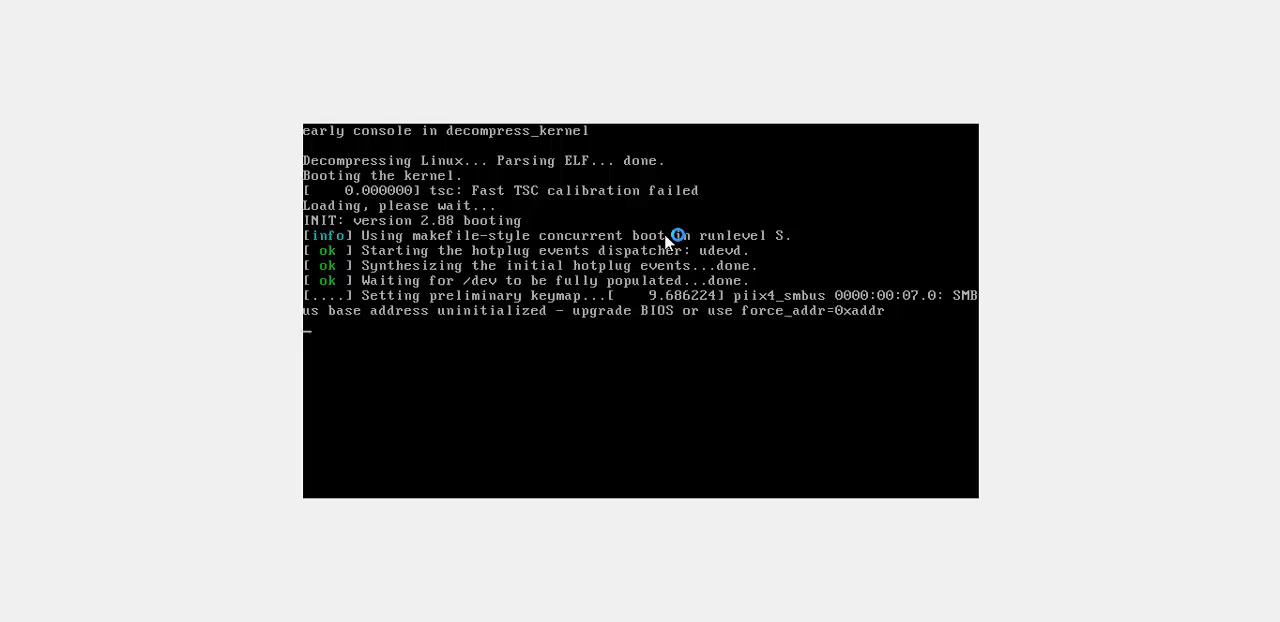 early console in decompress_kernel
Decompressing Linux... Parsing ELF... done.
Booting the kernel.
[    0.000000] tsc: Fast TSC calibration failed
Loading, please wait...
INIT: version 2.88 booting
[info] Using makefile-style concurrent boot in runlevel S.
[ ok ] Starting the hotplug events dispatcher: udevd.
[ ok ] Synthesizing the initial hotplug events...done.
[ ok ] Waiting for /dev to be fully populated...done.
[....] Setting preliminary keymap...[    9.686224] piix4_smbus 0000:00:07.0: SMB
us base address uninitialized - upgrade BIOS or use force_addr=0xaddr